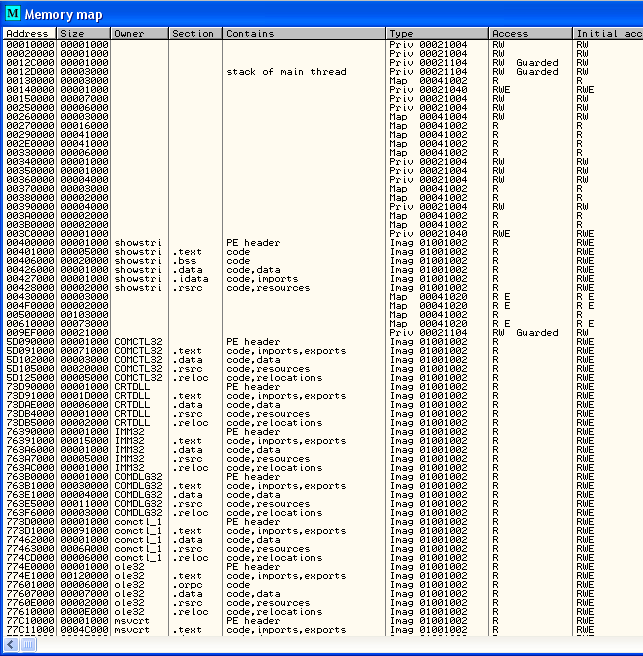 M Memory map
Address Size Owner Section Contains Type Access Initial acc
00010000 00001000 Priv 00021004 RW RW
00020000 00001000 Priv 00021004 RW RW
0012C000 00001000 Priv 00021104 RW Guarded RW
0012D000 00003000 stack of main thread Priv 00021104 RW Guarded RW
00130000 00003000 Map 00041002 R R
00140000 00001000 Priv 00021040 RWE RWE
00150000 00007000 Priv 00021004 RW RW
00250000 00006000 Priv 00021004 RW RW
00260000 00003000 Map 00041004 RW RW
00270000 00016000 Map 00041002 R R
00290000 00041000 Map 00041002 R R
002E0000 00041000 Map 00041002 R R
00330000 00006000 Map 00041002 R R
00340000 00001000 Priv 00021004 RW RW
00350000 00001000 Priv 00021004 RW RW
00360000 00004000 Priv 00021004 RW RW
00370000 00003000 Map 00041002 R R
00380000 00002000 Map 00041002 R R
00390000 00004000 Priv 00021004 RW RW
003A0000 00002000 Map 00041002 R R
003B0000 00002000 Map 00041002 R R
003C0000 00001000 Priv 00021040 RWE RWE
00400000 00001000 showstri PE header Imag 01001002 R RWE
00401000 00005000 showstri .text code Imag 01001002 R RWE
00406000 00020000 showstri .bss code Imag 01001002 R RWE
00426000 00001000 showstri .data code,data Imag 01001002 R RWE
00427000 00001000 showstri .idata code,imports Imag 01001002 R RWE
00428000 00002000 showstri .rsrc code,resources Imag 01001002 R RWE
00430000 00003000 Map 00041020 R E R E
004F0000 00002000 Map 00041020 R E R E
00500000 00103000 Map 00041002 R R
00610000 00073000 Map 00041020 R E R E
009EF000 00021000 Priv 00021104 RW Guarded RW
5D090000 00001000 COMCTL32 PE header Imag 01001002 R RWE
5D091000 00071000 COMCTL32 .text code,imports,exports Imag 01001002 R RWE
5D102000 00003000 COMCTL32 .data code,data Imag 01001002 R RWE
5D105000 00020000 COMCTL32 .rsrc code,resources Imag 01001002 R RWE
5D125000 00005000 COMCTL32 .reloc code,relocations Imag 01001002 R RWE
73D90000 00001000 CRTDLL PE header Imag 01001002 R RWE
73D91000 0001D000 CRTDLL .text code,imports,exports Imag 01001002 R RWE
73DAE000 00006000 CRTDLL .data code,data Imag 01001002 R RWE
73DB4000 00001000 CRTDLL .rsrc code,resources Imag 01001002 R RWE
73DB5000 00002000 CRTDLL .reloc code,relocations Imag 01001002 R RWE
76390000 00001000 IMM32 PE header Imag 01001002 R RWE
76391000 00015000 IMM32 .text code,imports,exports Imag 01001002 R RWE
763A6000 00001000 IMM32 .data code,data Imag 01001002 R RWE
763A7000 00005000 IMM32 .rsrc code,resources Imag 01001002 R RWE
763AC000 00001000 IMM32 .reloc code,relocations Imag 01001002 R RWE
763B0000 00001000 COMDLG32 PE header Imag 01001002 R RWE
763B1000 00030000 COMDLG32 .text code,imports,exports Imag 01001002 R RWE
763E1000 00004000 COMDLG32 .data code,data Imag 01001002 R RWE
763E5000 00011000 COMDLG32 .rsrc code,resources Imag 01001002 R RWE
763F6000 00003000 COMDLG32 .reloc code,relocations Imag 01001002 R RWE
773D0000 00001000 comctl_1 PE header Imag 01001002 R RWE
773D1000 00091000 comctl_1 .text code,imports,exports Imag 01001002 R RWE
77462000 00001000 comctl_1 .data code,data Imag 01001002 R RWE
77463000 0006A000 comctl_1 .rsrc code,resources Imag 01001002 R RWE
774CD000 00006000 comctl_1 .reloc code,relocations Imag 01001002 R RWE
774E0000 00001000 ole32 PE header Imag 01001002 R RWE
774E1000 00120000 ole32 .text code,imports,exports Imag 01001002 R RWE
77601000 00006000 ole32 .orpc code Imag 01001002 R RWE
77607000 00007000 ole32 .data code,data Imag 01001002 R RWE
7760E000 00002000 ole32 .rsrc code,resources Imag 01001002 R RWE
77610000 0000E000 ole32 .reloc code,relocations Imag 01001002 R RWE
77C10000 00001000 msvcrt PE header Imag 01001002 R RWE
77C11000 0004C000 msvcrt .text code,imports,exports Imag 01001002 R RWE